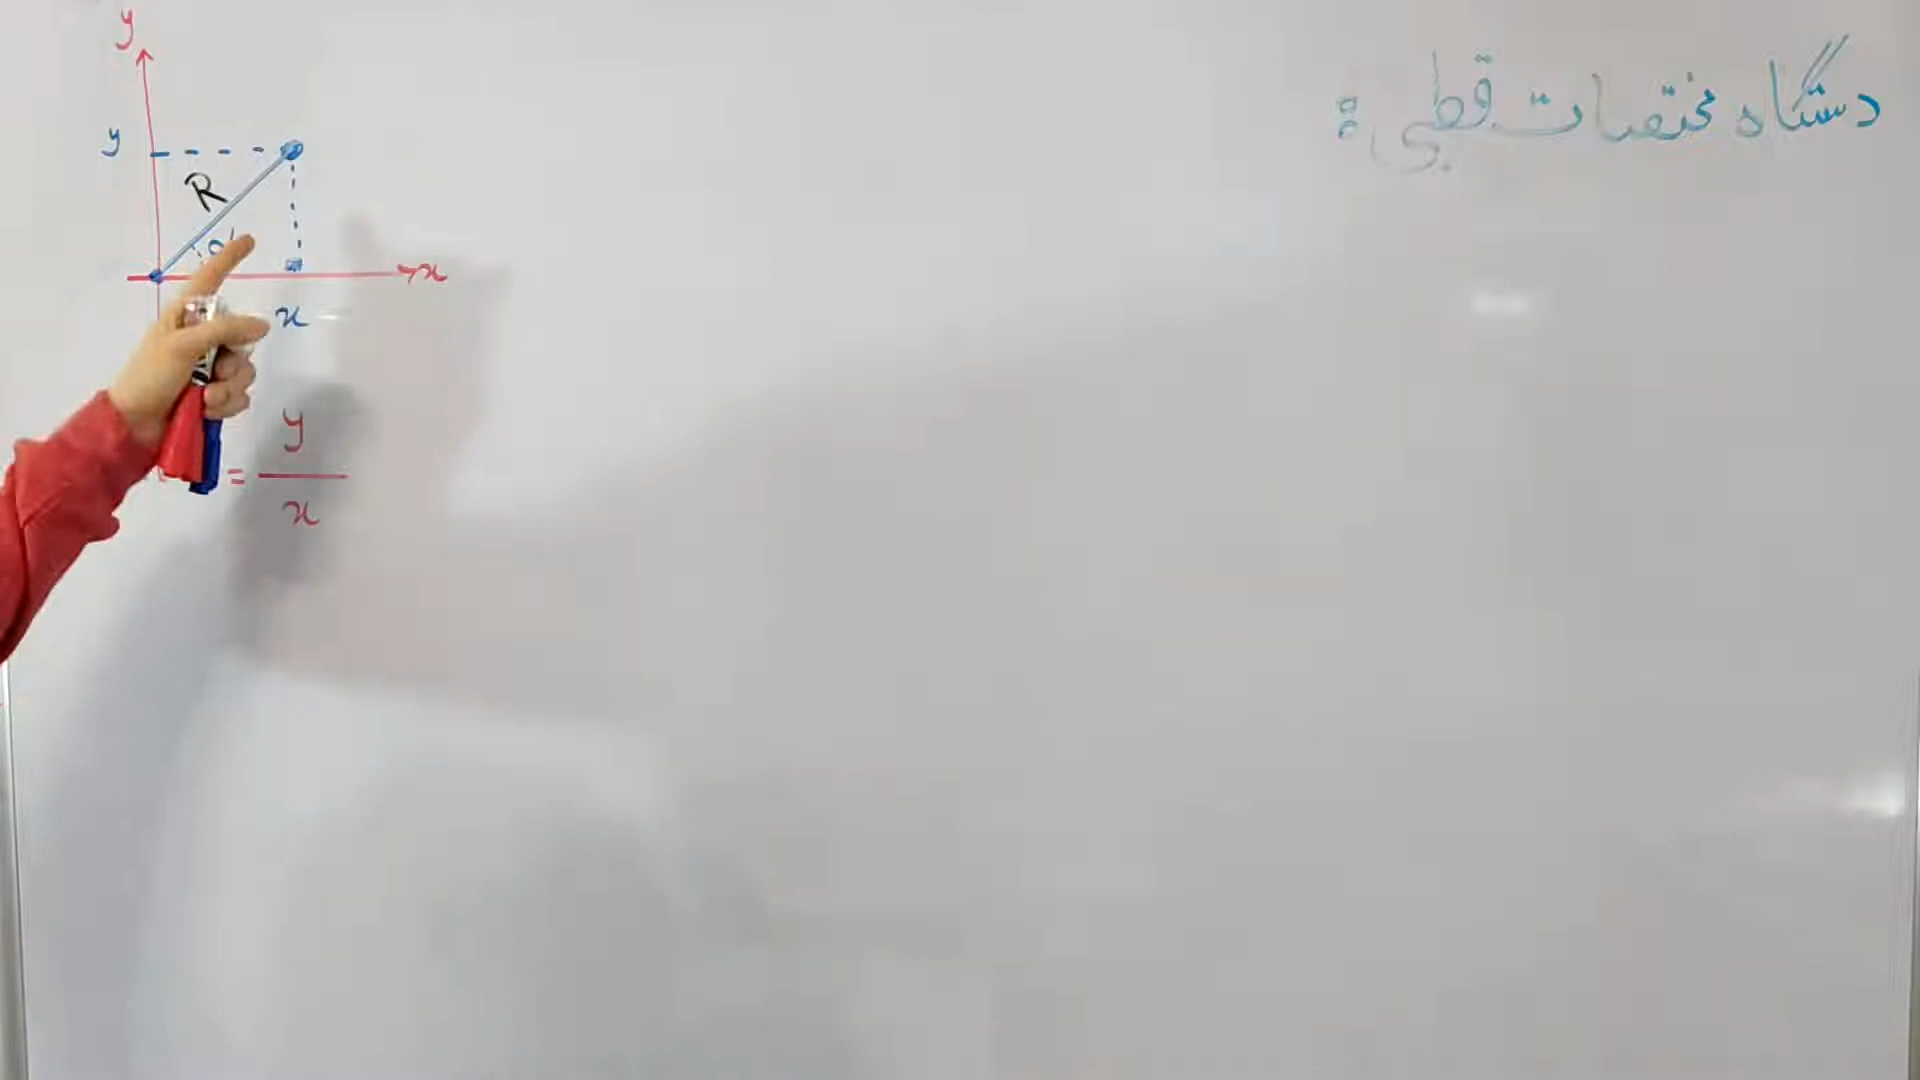 دستگاه مختصات قطبی :
y
y
R
α
x
x
= y / x